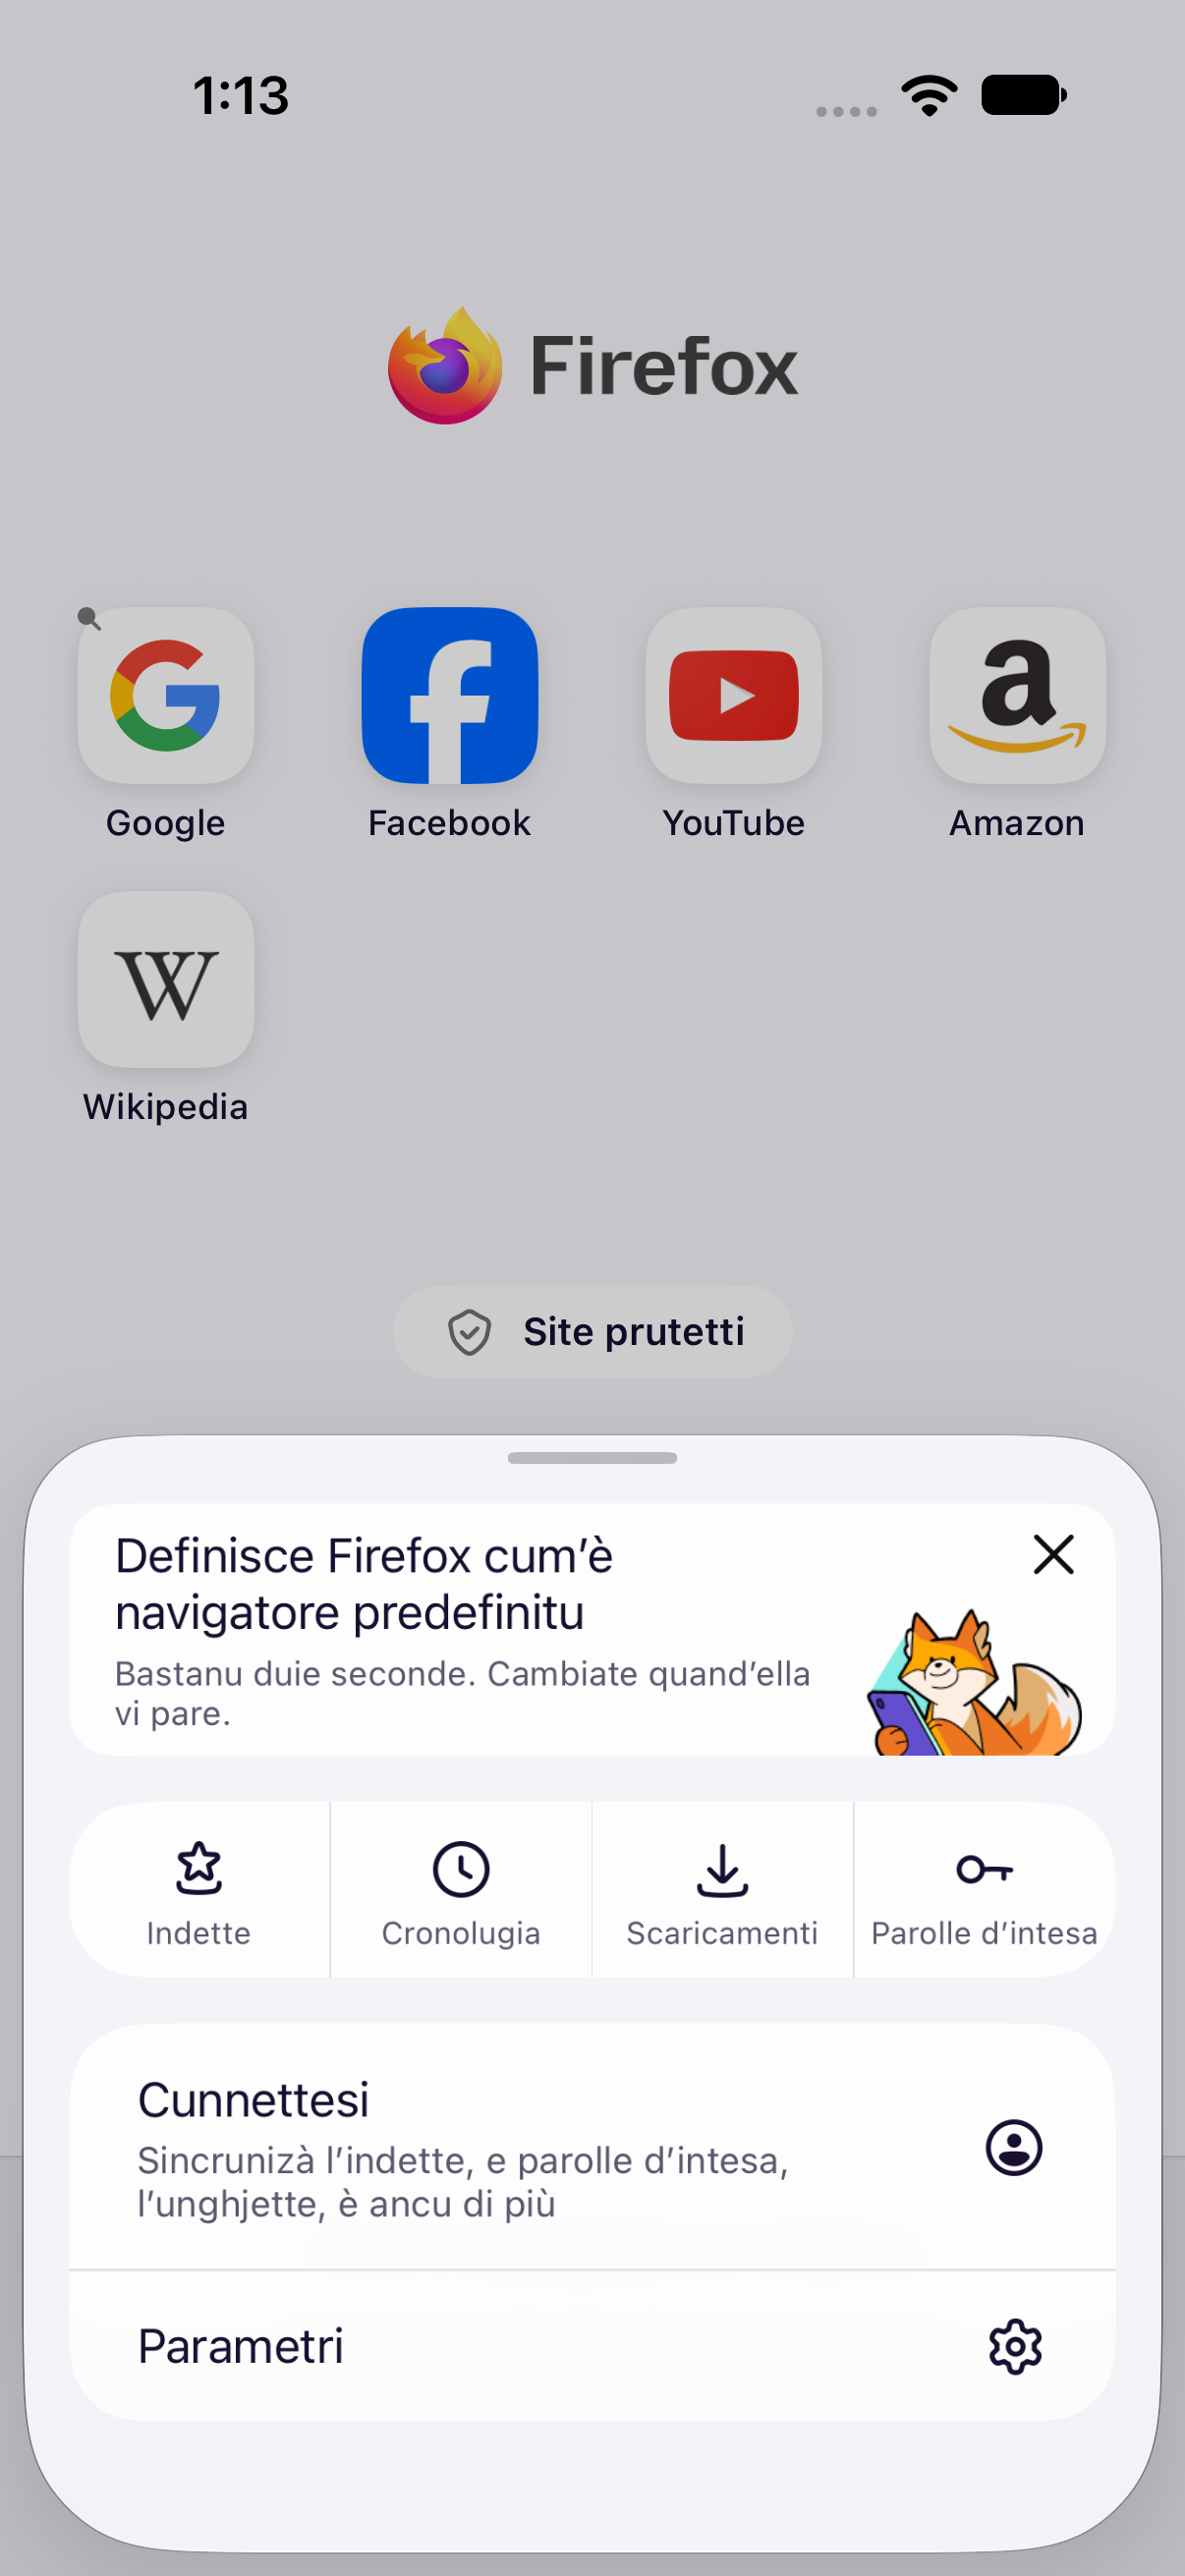 1:13
Firefox
Google
Facebook
YouTube
Amazon
Wikipedia
Site prutetti
Definisce Firefox cum’è
navigatore predefinitu
Bastanu duie seconde. Cambiate quand’ella
vi pare.
Indette
Cronolugia
Scaricamenti
Parolle d’intesa
Cunnettesi
Sincrunizà l’indette, e parolle d’intesa,
l’unghjette, è ancu di più
Parametri